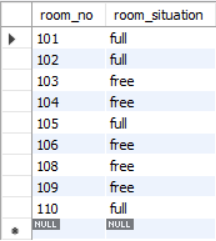 room_no room_situation
101 full
102 full
103 free
104 free
105 full
106 free
108 free
109 free
110 full
NULL NULL